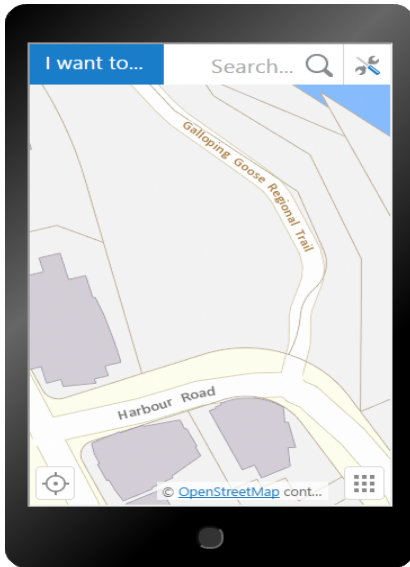 I want to...
Search...
Galloping Goose Regional Trail
Harbour Road
© OpenStreetMap cont...